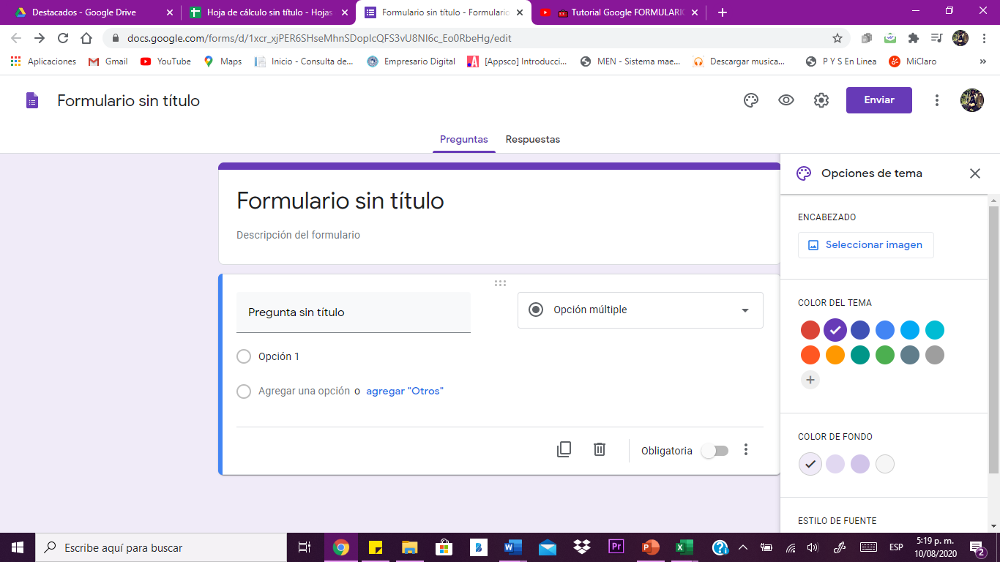 Destacados - Google Drive
Hoja de cálculo sin título - Hojas
Formulario sin título - Formulario
Tutorial Google FORMULARIO
docs.google.com/forms/d/1xcr_xjPER6SHseMhnSDopIcQFS3vU8NI6c_Eo0RbeHg/edit
Aplicaciones Gmail YouTube Maps Inicio - Consulta de... Empresario Digital [Appsco] Introducci... MEN - Sistema mae... Descargar musica... P Y S En Linea MiClaro »
Formulario sin título
Enviar
Preguntas Respuestas
Formulario sin título
Descripción del formulario
Pregunta sin título
Opción múltiple
Opción 1
Agregar una opción o agregar "Otros"
Obligatoria
Opciones de tema
ENCABEZADO
Seleccionar imagen
COLOR DEL TEMA
COLOR DE FONDO
ESTILO DE FUENTE
Escribe aquí para buscar
Pr
ESP
5:19 p. m.
10/08/2020
2